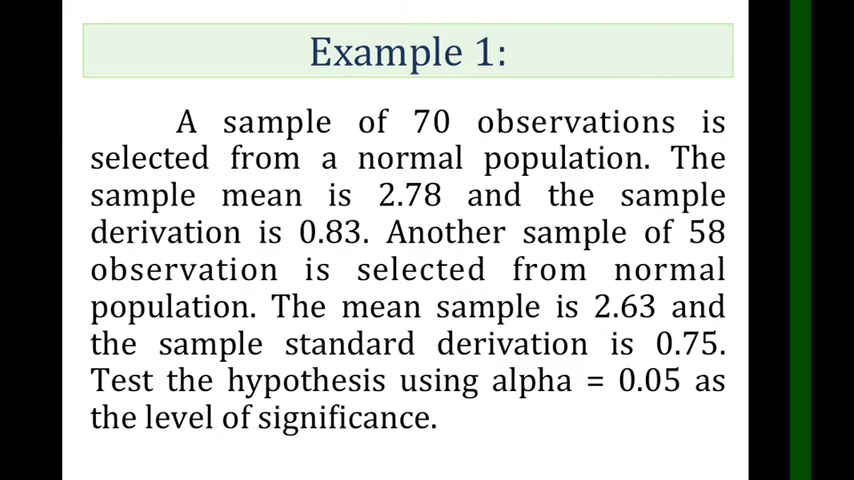 Example 1:
A sample of 70 observations is
selected from a normal population. The
sample mean is 2.78 and the sample
derivation is 0.83. Another sample of 58
observation is selected from normal
population. The mean sample is 2.63 and
the sample standard derivation is 0.75.
Test the hypothesis using alpha = 0.05 as
the level of significance.